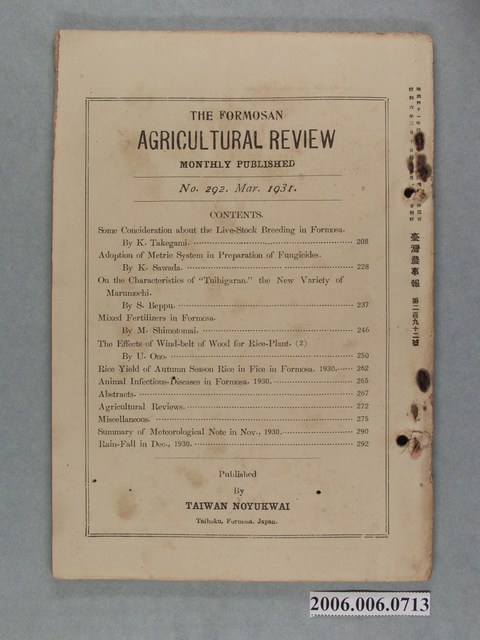 THE FORMOSAN
AGRICULTURAL REVIEW
MONTHLY PUBLISHED
No. 292. Mar. 1931.
CONTENTS.
Some Concideration about the Live-Stock Breeding in Formosa.
By K. Takegami. 208
Adoption of Metric System in Preparation of Fungicides.
By K. Sawada. 228
On the Characteristics of "Taihigaran." the New Variety of
Marumochi.
By S. Beppu. 237
Mixed Fertilizers in Formosa.
By M. Shimotomai. 246
The Effects of Wind-belt of Wood for Rice-Plant. (2)
By U. Ono. 250
Rice Yield of Autumn Season Rice in Fice in Formosa. 1930. 262
Animal Infectious-Diseases in Formosa. 1930. 265
Abstracts. 267
Agricultural Reviews. 272
Miscellaneous. 275
Summary of Meteorological Note in Nov., 1930. 290
Rain-Fall in Dec., 1930. 292
Published
By
TAIWAN NOYUKWAI
Taihoku, Formosa. Japan.
臺灣農事報 第二百九十二號
2006.006.0713